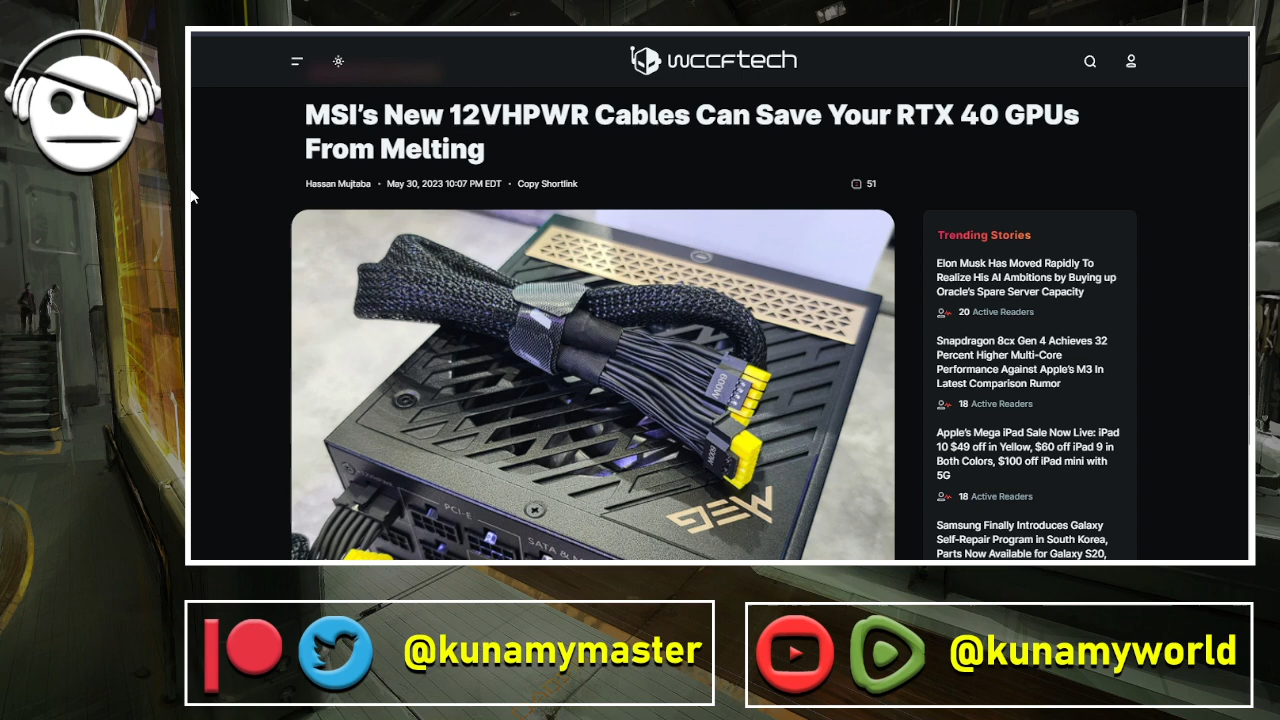 wccftech
MSI's New 12VHPWR Cables Can Save Your RTX 40 GPUs
From Melting
Hassan Mujtaba • May 30, 2023 10:07 PM EDT • Copy Shortlink
51
600W
600W
MEG
PCI-E
SATA &
Trending Stories
Elon Musk Has Moved Rapidly To
Realize His AI Ambitions by Buying up
Oracle's Spare Server Capacity
20 Active Readers
Snapdragon 8cx Gen 4 Achieves 32
Percent Higher Multi-Core
Performance Against Apple's M3 In
Latest Comparison Rumor
18 Active Readers
Apple's Mega iPad Sale Now Live: iPad
10 $49 off in Yellow, $60 off iPad 9 in
Both Colors, $100 off iPad mini with
5G
18 Active Readers
Samsung Finally Introduces Galaxy
Self-Repair Program in South Korea,
Parts Now Available for Galaxy S20,
@kunamymaster
@kunamyworld